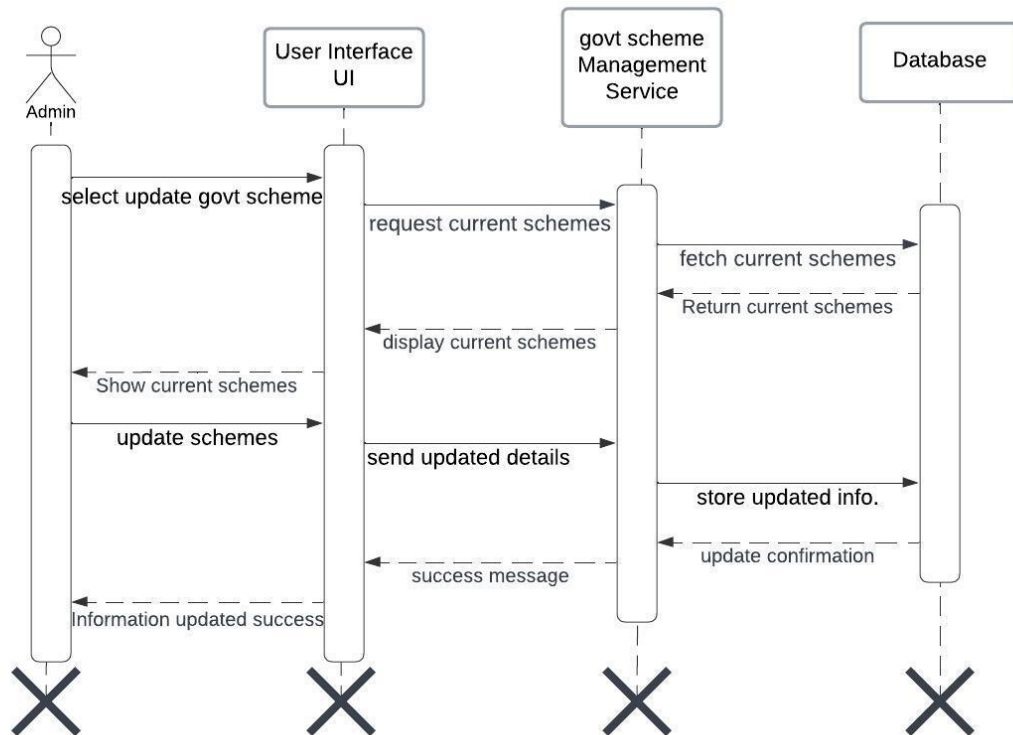 Admin
User Interface
UI
govt scheme
Management
Service
Database
select update govt scheme
request current schemes
fetch current schemes
Return current schemes
display current schemes
Show current schemes
update schemes
send updated details
store updated info.
update confirmation
success message
Information updated success